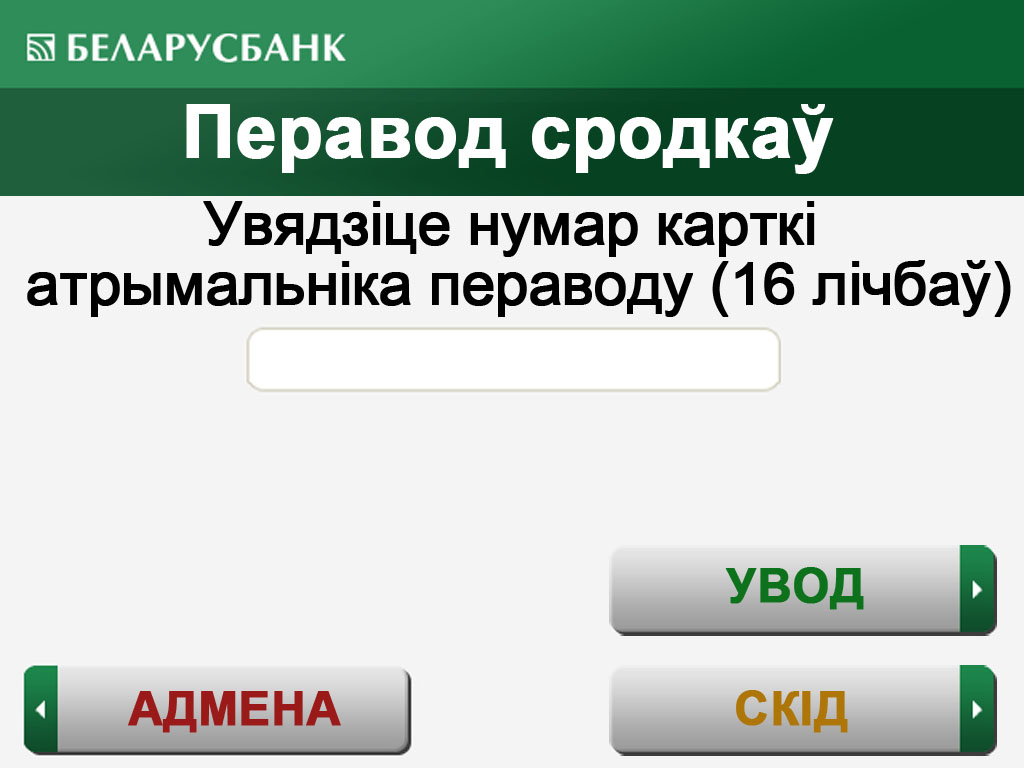 БЕЛАРУСБАНК
Перавод сродкаў
Увядзіце нумар карткі
атрымальніка пераводу (16 лічбаў)
УВОД
АДМЕНА
СКІД